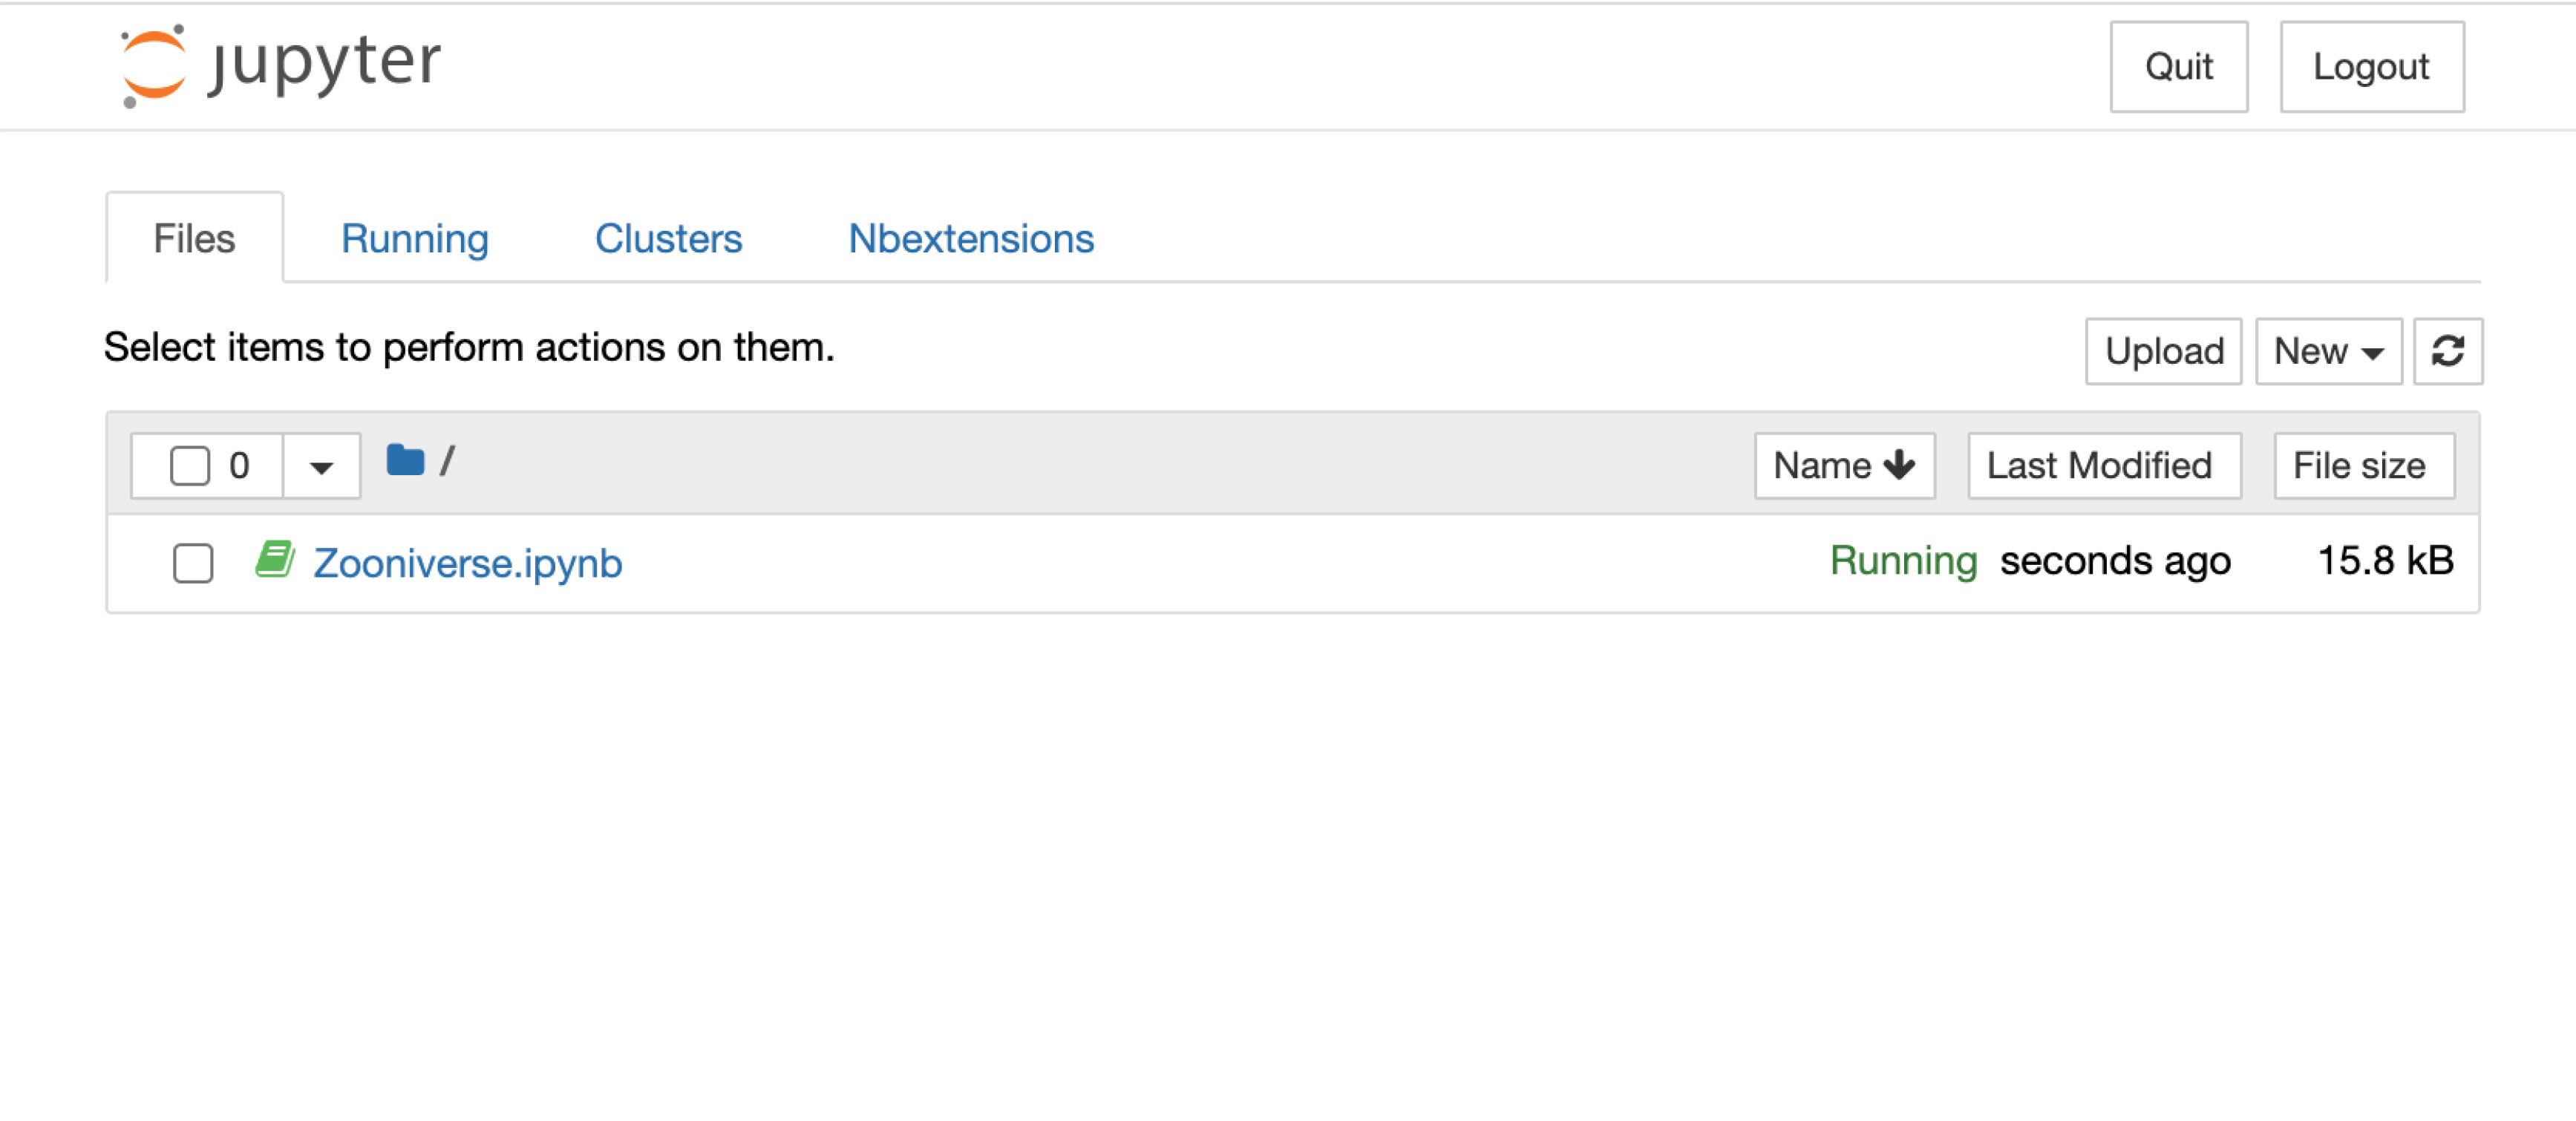 jupyter Quit Logout
Files Running Clusters Nbextensions
Select items to perform actions on them. Upload New
0 / Name Last Modified File size
Zooniverse.ipynb Running seconds ago 15.8 kB